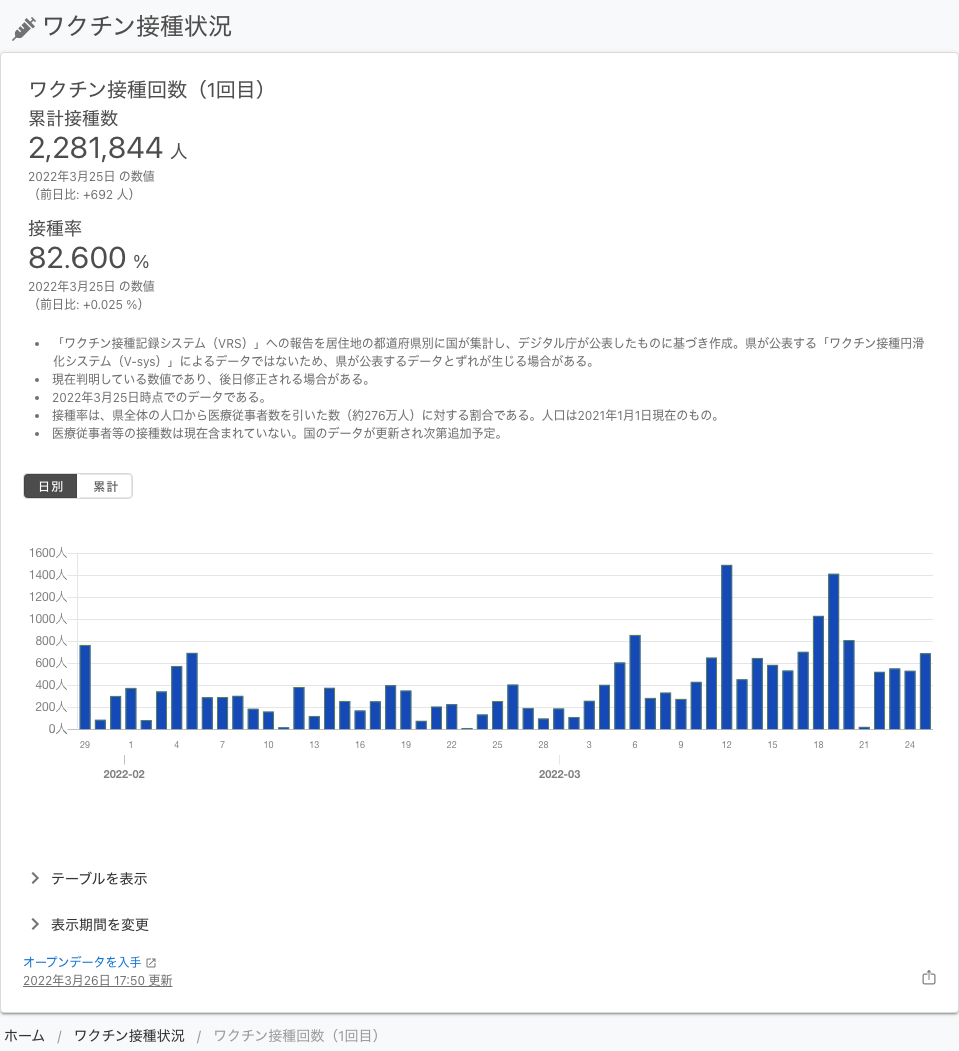 ワクチン接種状況
ワクチン接種回数（1回目）
累計接種数
2,281,844 人
2022年3月25日 の数値
（前日比: +692 人）
接種率
82.600 %
2022年3月25日 の数値
（前日比: +0.025 %）
• 「ワクチン接種記録システム（VRS）」への報告を居住地の都道府県別に国が集計し、デジタル庁が公表したものに基づき作成。県が公表する「ワクチン接種円滑
化システム（V-sys）」によるデータではないため、県が公表するデータとずれが生じる場合がある。
• 現在判明している数値であり、後日修正される場合がある。
• 2022年3月25日時点でのデータである。
• 接種率は、県全体の人口から医療従事者数を引いた数（約276万人）に対する割合である。人口は2021年1月1日現在のもの。
• 医療従事者等の接種数は現在含まれていない。国のデータが更新され次第追加予定。
日別 累計
1600人
1400人
1200人
1000人
800人
600人
400人
200人
0人
29 1 4 7 10 13 16 19 22 25 28 3 6 9 12 15 18 21 24
2022-02 2022-03
テーブルを表示
表示期間を変更
オープンデータを入手
2022年3月26日 17:50 更新
ホーム / ワクチン接種状況 / ワクチン接種回数（1回目）